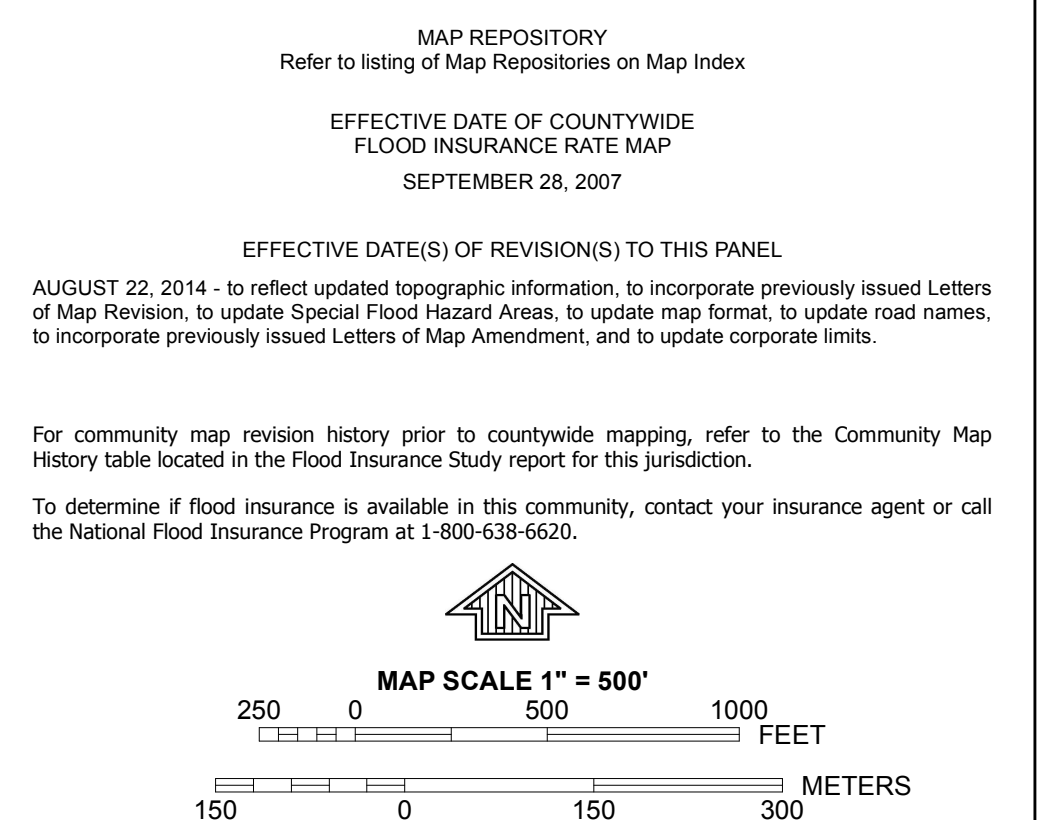 MAP REPOSITORY
Refer to listing of Map Repositories on Map Index
EFFECTIVE DATE OF COUNTYWIDE
FLOOD INSURANCE RATE MAP
SEPTEMBER 28, 2007
EFFECTIVE DATE(S) OF REVISION(S) TO THIS PANEL
AUGUST 22, 2014 - to reflect updated topographic information, to incorporate previously issued Letters
of Map Revision, to update Special Flood Hazard Areas, to update map format, to update road names,
to incorporate previously issued Letters of Map Amendment, and to update corporate limits.
For community map revision history prior to countywide mapping, refer to the Community Map
History table located in the Flood Insurance Study report for this jurisdiction.
To determine if flood insurance is available in this community, contact your insurance agent or call
the National Flood Insurance Program at 1-800-638-6620.
N
MAP SCALE 1" = 500'
250 0 500 1000
FEET
METERS
150 0 150 300